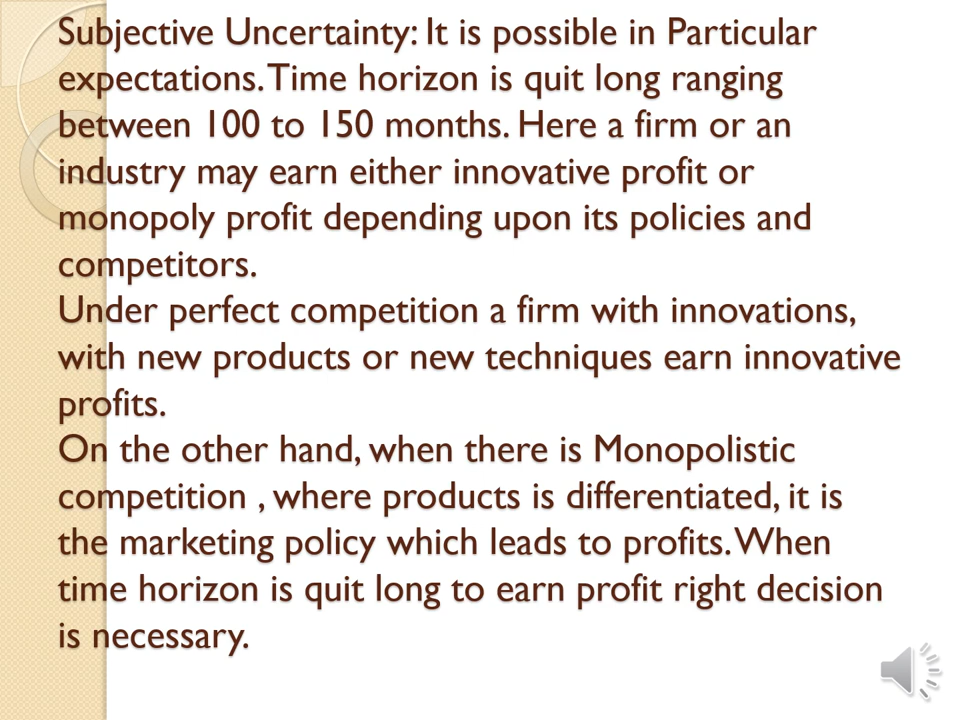 Subjective Uncertainty: It is possible in Particular
expectations. Time horizon is quit long ranging
between 100 to 150 months. Here a firm or an
industry may earn either innovative profit or
monopoly profit depending upon its policies and
competitors.
Under perfect competition a firm with innovations,
with new products or new techniques earn innovative
profits.
On the other hand, when there is Monopolistic
competition , where products is differentiated, it is
the marketing policy which leads to profits. When
time horizon is quit long to earn profit right decision
is necessary.